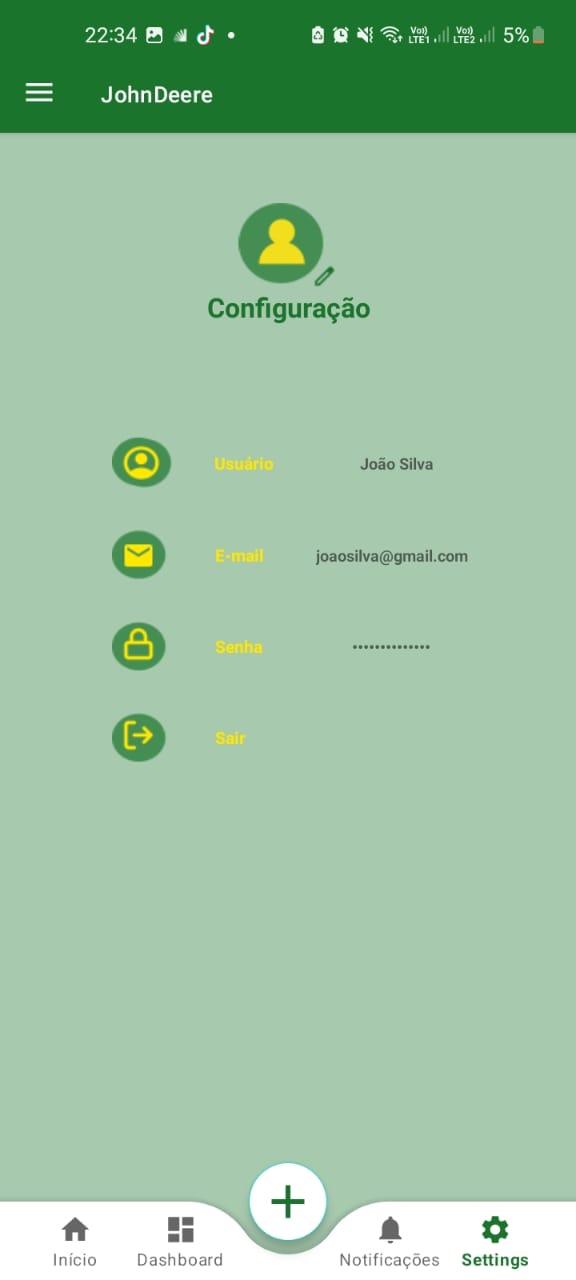 22:34 Vo) LTE1 Vo) LTE2 5%
JohnDeere
Configuração
Usuário João Silva
E-mail joaosilva@gmail.com
Senha ••••••••••••••
Sair
Início Dashboard Notificações Settings